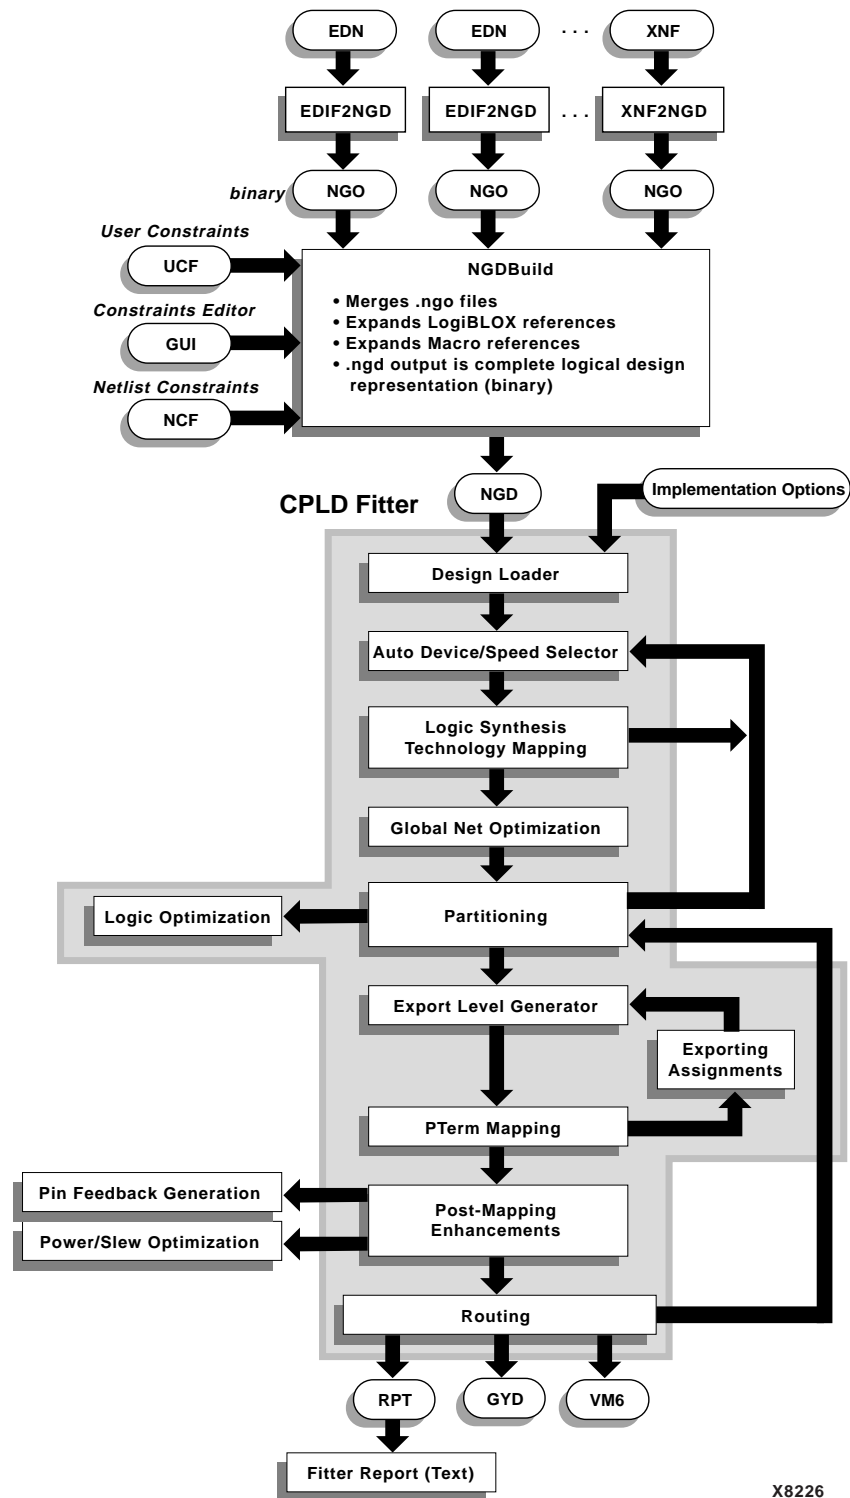 EDN EDN . . . XNF
EDIF2NGD EDIF2NGD . . . XNF2NGD
binary NGO NGO NGO
User Constraints
UCF
Constraints Editor
GUI
Netlist Constraints
NCF
NGDBuild
• Merges .ngo files
• Expands LogiBLOX references
• Expands Macro references
• .ngd output is complete logical design
representation (binary)
NGD
Implementation Options
CPLD Fitter
Design Loader
Auto Device/Speed Selector
Logic Synthesis
Technology Mapping
Global Net Optimization
Logic Optimization
Partitioning
Export Level Generator
Exporting
Assignments
PTerm Mapping
Pin Feedback Generation
Power/Slew Optimization
Post-Mapping
Enhancements
Routing
RPT GYD VM6
Fitter Report (Text)
X8226